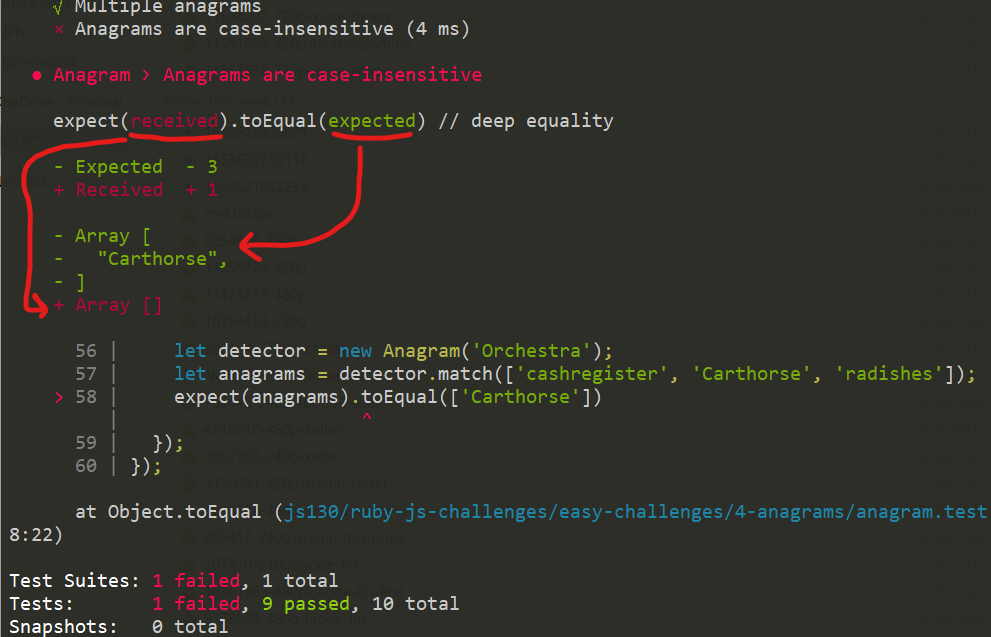 √ Multiple anagrams
× Anagrams are case-insensitive (4 ms)
● Anagram › Anagrams are case-insensitive
expect(received).toEqual(expected) // deep equality
- Expected - 3
+ Received + 1
- Array [
- "Carthorse",
- ]
+ Array []
56 | let detector = new Anagram('Orchestra');
57 | let anagrams = detector.match(['cashregister', 'Carthorse', 'radishes']);
> 58 | expect(anagrams).toEqual(['Carthorse'])
| ^
59 | });
60 | });
at Object.toEqual (js130/ruby-js-challenges/easy-challenges/4-anagrams/anagram.test
8:22)
Test Suites: 1 failed, 1 total
Tests: 1 failed, 9 passed, 10 total
Snapshots: 0 total